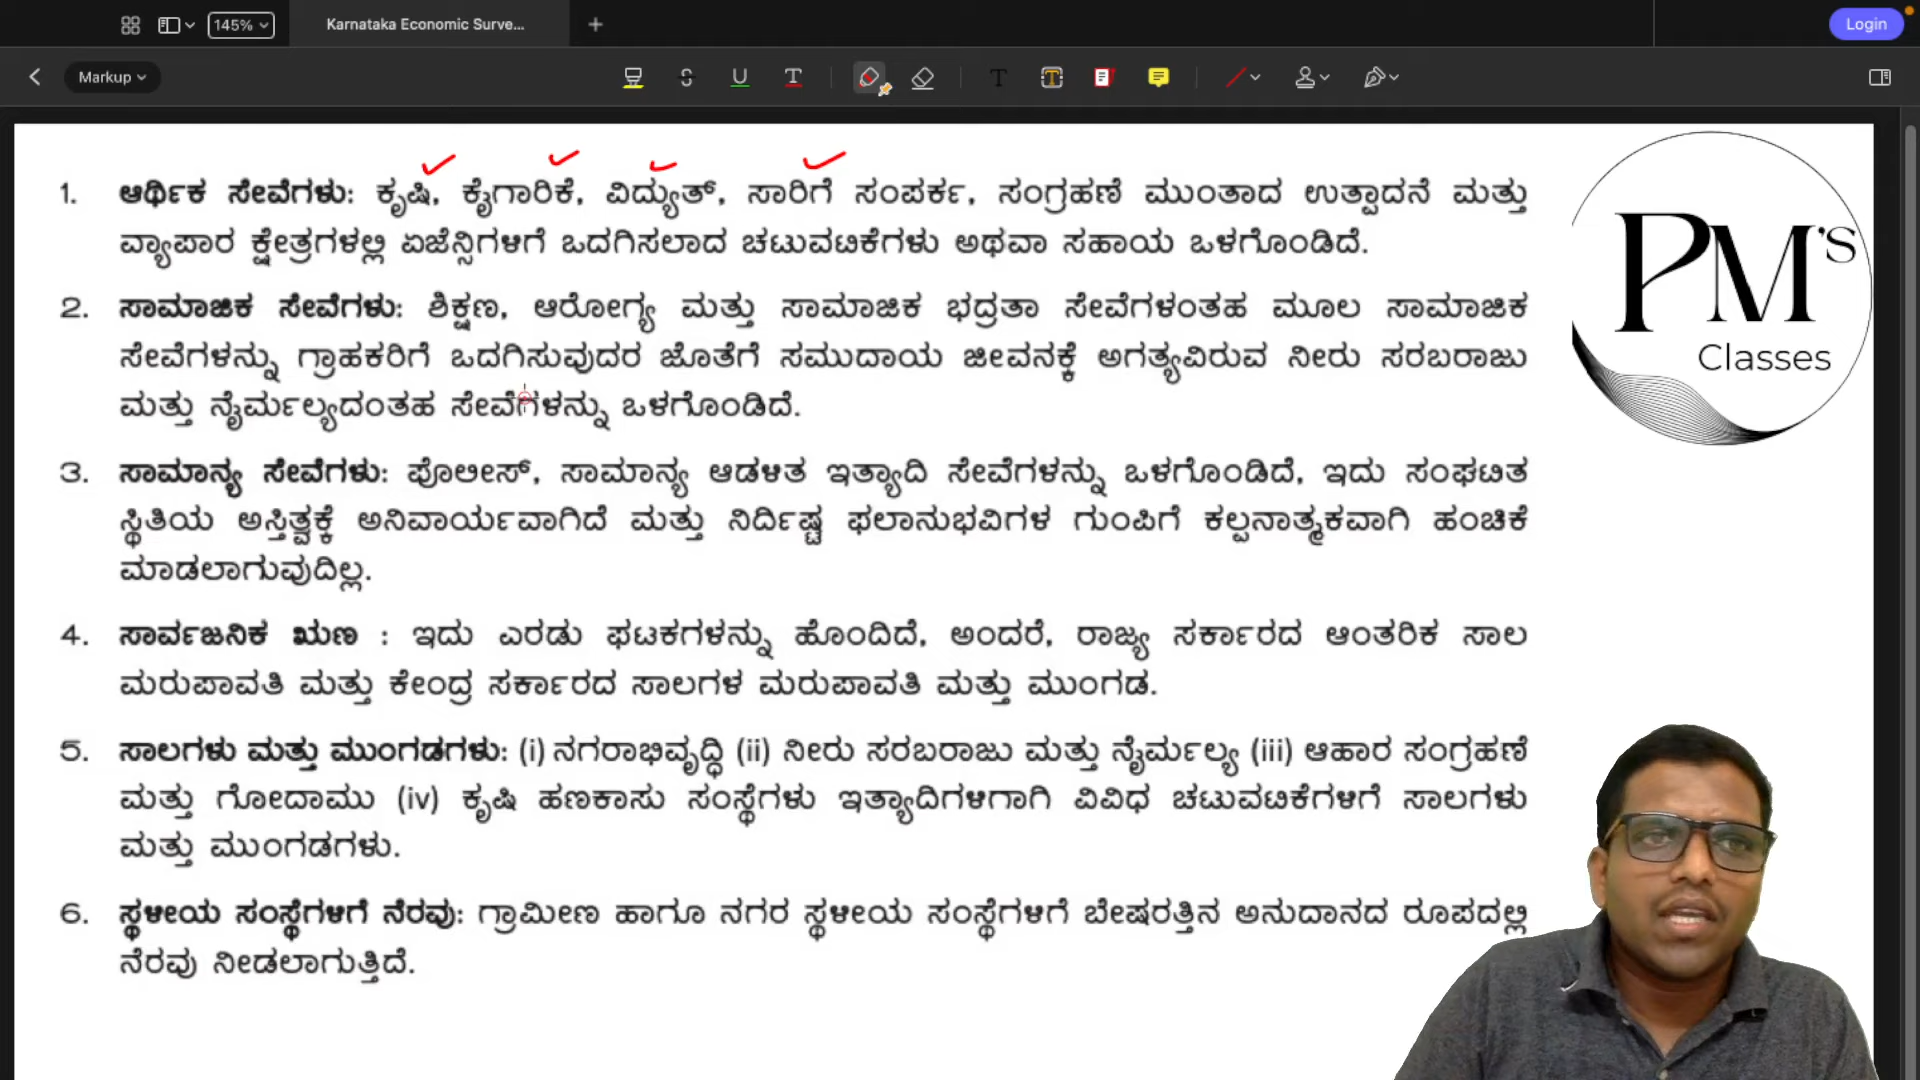 145%
Karnataka Economic Surve...
Login
Markup
1. ಆರ್ಥಿಕ ಸೇವೆಗಳು: ಕೃಷಿ, ಕೈಗಾರಿಕೆ, ವಿದ್ಯುತ್, ಸಾರಿಗೆ ಸಂಪರ್ಕ, ಸಂಗ್ರಹಣೆ ಮುಂತಾದ ಉತ್ಪಾದನೆ ಮತ್ತು
ವ್ಯಾಪಾರ ಕ್ಷೇತ್ರಗಳಲ್ಲಿ ಏಜೆನ್ಸಿಗಳಿಗೆ ಒದಗಿಸಲಾದ ಚಟುವಟಿಕೆಗಳು ಅಥವಾ ಸಹಾಯ ಒಳಗೊಂಡಿದೆ.
2. ಸಾಮಾಜಿಕ ಸೇವೆಗಳು: ಶಿಕ್ಷಣ, ಆರೋಗ್ಯ ಮತ್ತು ಸಾಮಾಜಿಕ ಭದ್ರತಾ ಸೇವೆಗಳಂತಹ ಮೂಲ ಸಾಮಾಜಿಕ
ಸೇವೆಗಳನ್ನು ಗ್ರಾಹಕರಿಗೆ ಒದಗಿಸುವುದರ ಜೊತೆಗೆ ಸಮುದಾಯ ಜೀವನಕ್ಕೆ ಅಗತ್ಯವಿರುವ ನೀರು ಸರಬರಾಜು
ಮತ್ತು ನೈರ್ಮಲ್ಯದಂತಹ ಸೇವೆಗಳನ್ನು ಒಳಗೊಂಡಿದೆ.
3. ಸಾಮಾನ್ಯ ಸೇವೆಗಳು: ಪೊಲೀಸ್, ಸಾಮಾನ್ಯ ಆಡಳಿತ ಇತ್ಯಾದಿ ಸೇವೆಗಳನ್ನು ಒಳಗೊಂಡಿದೆ, ಇದು ಸಂಘಟಿತ
ಸ್ಥಿತಿಯ ಅಸ್ತಿತ್ವಕ್ಕೆ ಅನಿವಾರ್ಯವಾಗಿದೆ ಮತ್ತು ನಿರ್ದಿಷ್ಟ ಫಲಾನುಭವಿಗಳ ಗುಂಪಿಗೆ ಕಲ್ಪನಾತ್ಮಕವಾಗಿ ಹಂಚಿಕೆ
ಮಾಡಲಾಗುವುದಿಲ್ಲ.
4. ಸಾರ್ವಜನಿಕ ಋಣ : ಇದು ಎರಡು ಘಟಕಗಳನ್ನು ಹೊಂದಿದೆ, ಅಂದರೆ, ರಾಜ್ಯ ಸರ್ಕಾರದ ಆಂತರಿಕ ಸಾಲ
ಮರುಪಾವತಿ ಮತ್ತು ಕೇಂದ್ರ ಸರ್ಕಾರದ ಸಾಲಗಳ ಮರುಪಾವತಿ ಮತ್ತು ಮುಂಗಡ.
5. ಸಾಲಗಳು ಮತ್ತು ಮುಂಗಡಗಳು: (i) ನಗರಾಭಿವೃದ್ಧಿ (ii) ನೀರು ಸರಬರಾಜು ಮತ್ತು ನೈರ್ಮಲ್ಯ (iii) ಆಹಾರ ಸಂಗ್ರಹಣೆ
ಮತ್ತು ಗೋದಾಮು (iv) ಕೃಷಿ ಹಣಕಾಸು ಸಂಸ್ಥೆಗಳು ಇತ್ಯಾದಿಗಳಿಗಾಗಿ ವಿವಿಧ ಚಟುವಟಿಕೆಗಳಿಗೆ ಸಾಲಗಳು
ಮತ್ತು ಮುಂಗಡಗಳು.
6. ಸ್ಥಳೀಯ ಸಂಸ್ಥೆಗಳಿಗೆ ನೆರವು: ಗ್ರಾಮೀಣ ಹಾಗೂ ನಗರ ಸ್ಥಳೀಯ ಸಂಸ್ಥೆಗಳಿಗೆ ಬೇಷರತ್ತಿನ ಅನುದಾನದ ರೂಪದಲ್ಲಿ
ನೆರವು ನೀಡಲಾಗುತ್ತಿದೆ.
PM's
Classes